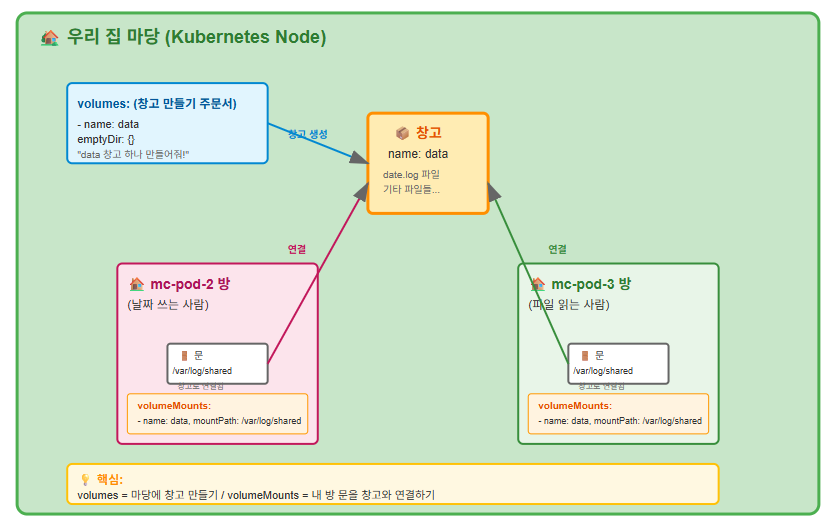 우리 집 마당 (Kubernetes Node)
volumes: (창고 만들기 주문서)
- name: data
emptyDir: {}
"data 창고 하나 만들어줘!"
창고 생성
창고
name: data
date.log 파일
기타 파일들...
연결
연결
mc-pod-2 방
(날짜 쓰는 사람)
문
/var/log/shared
창고로 연결됨
volumeMounts:
- name: data, mountPath: /var/log/shared
mc-pod-3 방
(파일 읽는 사람)
문
/var/log/shared
창고로 연결됨
volumeMounts:
- name: data, mountPath: /var/log/shared
핵심:
volumes = 마당에 창고 만들기 / volumeMounts = 내 방 문을 창고와 연결하기